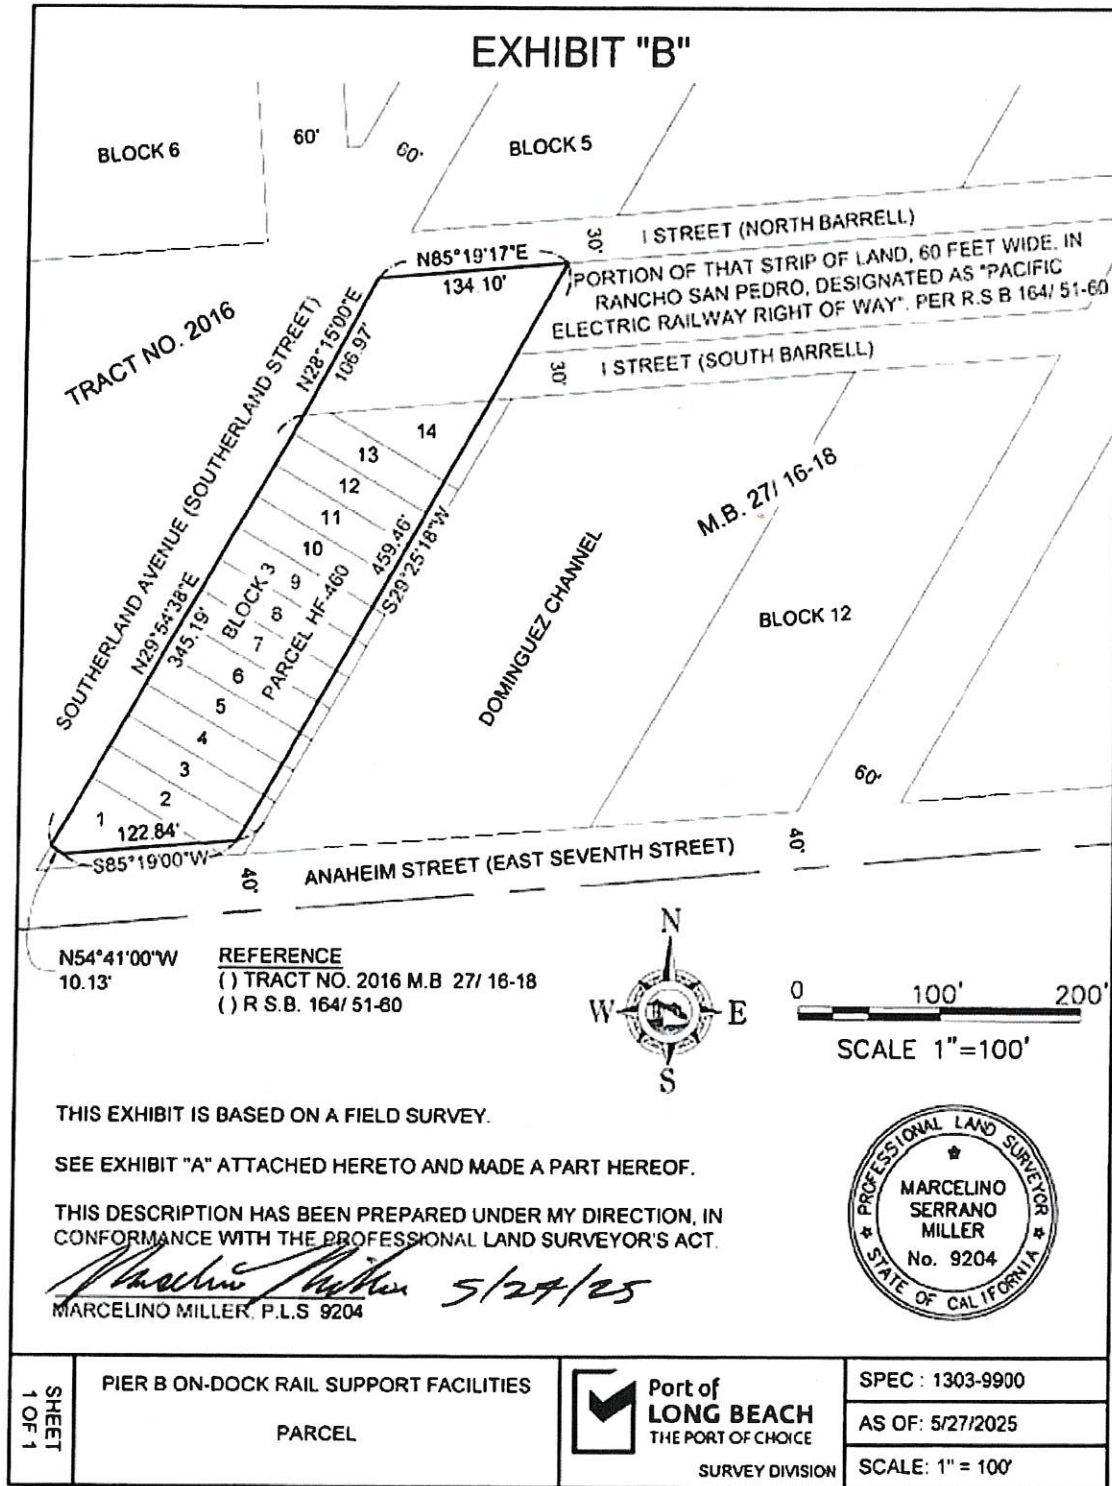 EXHIBIT "B"
BLOCK 6
60'
60'
BLOCK 5
30'
I STREET (NORTH BARRELL)
N85°19'17"E
134.10'
PORTION OF THAT STRIP OF LAND, 60 FEET WIDE, IN
RANCHO SAN PEDRO, DESIGNATED AS "PACIFIC
ELECTRIC RAILWAY RIGHT OF WAY". PER R.S B 164/ 51-60
TRACT NO. 2016
N28°15'00"E
106.97'
30'
I STREET (SOUTH BARRELL)
SOUTHERLAND AVENUE (SOUTHERLAND STREET)
14
13
12
11
10
9
8
7
6
5
4
3
2
1
BLOCK 3
PARCEL HF-460
459.46'
S29°25'18"W
N29°54'38"E
345.19'
M.B. 27/ 16-18
DOMINGUEZ CHANNEL
BLOCK 12
60'
122.84'
S85°19'00"W
40'
ANAHEIM STREET (EAST SEVENTH STREET)
40'
N54°41'00"W
10.13'
REFERENCE
( ) TRACT NO. 2016 M.B 27/ 16-18
( ) R S.B. 164/ 51-60
N
W
E
S
0 100' 200'
SCALE 1"=100'
THIS EXHIBIT IS BASED ON A FIELD SURVEY.
SEE EXHIBIT "A" ATTACHED HERETO AND MADE A PART HEREOF.
THIS DESCRIPTION HAS BEEN PREPARED UNDER MY DIRECTION, IN
CONFORMANCE WITH THE PROFESSIONAL LAND SURVEYOR'S ACT.
5/27/25
MARCELINO MILLER, P.L.S 9204
PROFESSIONAL LAND SURVEYOR
MARCELINO
SERRANO
MILLER
No. 9204
STATE OF CALIFORNIA
SHEET
1 OF 1
PIER B ON-DOCK RAIL SUPPORT FACILITIES
PARCEL
Port of
LONG BEACH
THE PORT OF CHOICE
SURVEY DIVISION
SPEC : 1303-9900
AS OF: 5/27/2025
SCALE: 1" = 100'